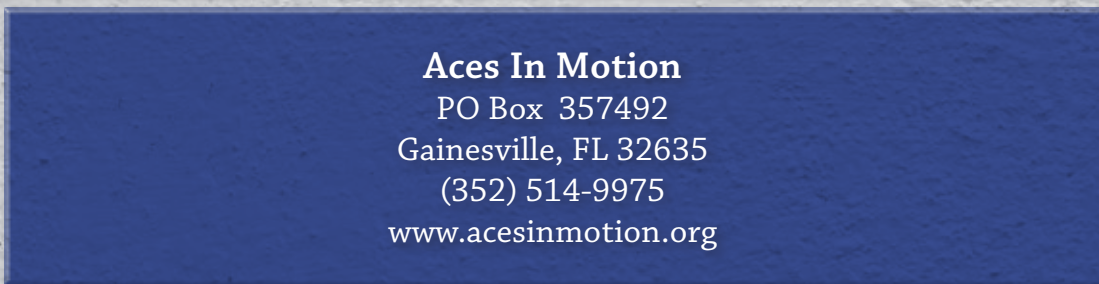 Aces In Motion
PO Box 357492
Gainesville, FL 32635
(352) 514-9975
www.acesinmotion.org